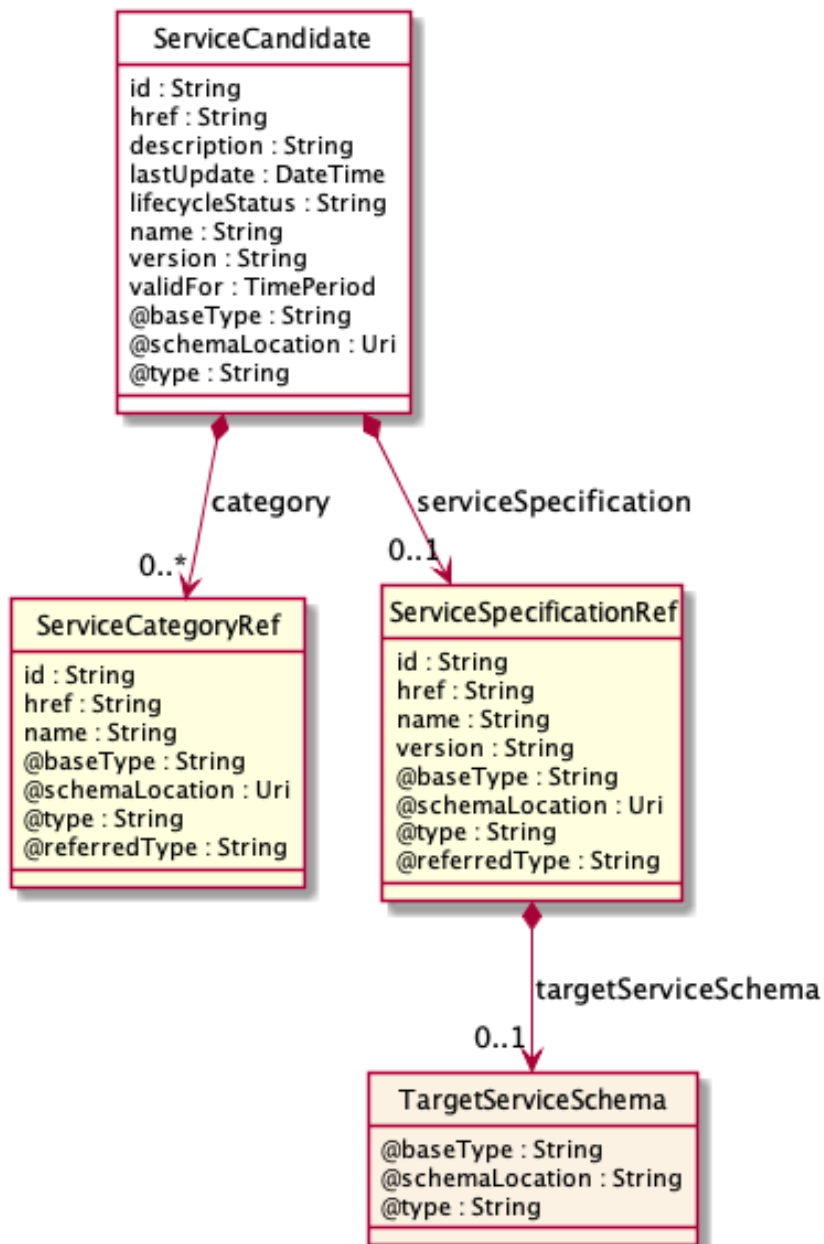 ServiceCandidate
id : String
href : String
description : String
lastUpdate : DateTime
lifecycleStatus : String
name : String
version : String
validFor : TimePeriod
@baseType : String
@schemaLocation : Uri
@type : String
category
serviceSpecification
0..*
0..1
ServiceCategoryRef
id : String
href : String
name : String
@baseType : String
@schemaLocation : Uri
@type : String
@referredType : String
ServiceSpecificationRef
id : String
href : String
name : String
version : String
@baseType : String
@schemaLocation : Uri
@type : String
@referredType : String
targetServiceSchema
0..1
TargetServiceSchema
@baseType : String
@schemaLocation : String
@type : String